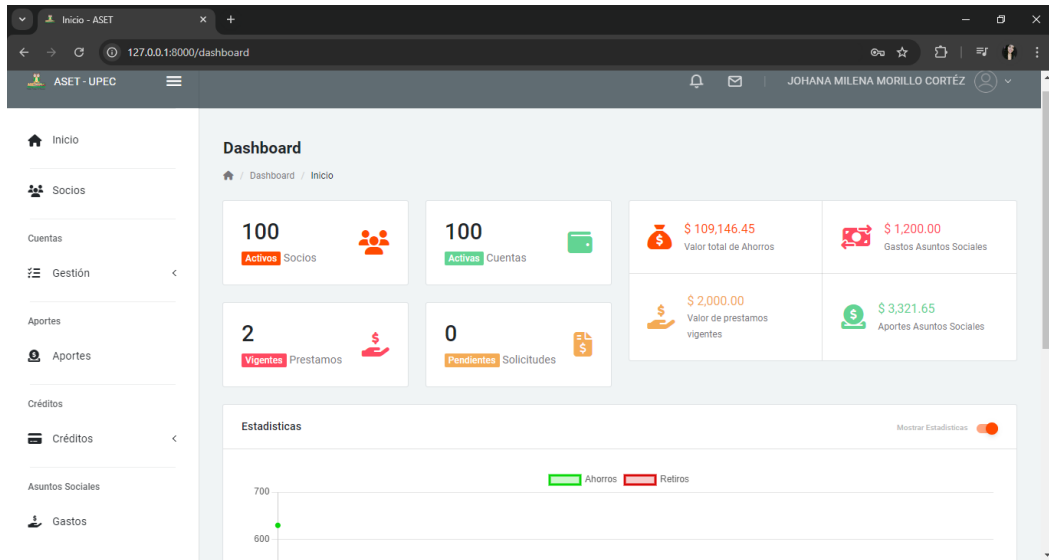 Inicio - ASET
127.0.0.1:8000/dashboard
ASET - UPEC
JOHANA MILENA MORILLO CORTÉZ
Inicio
Socios
Cuentas
Gestión
Aportes
Aportes
Créditos
Créditos
Asuntos Sociales
Gastos
Dashboard
/ Dashboard / Inicio
100
Activos Socios
100
Activas Cuentas
2
Vigentes Prestamos
0
Pendientes Solicitudes
$ 109,146.45
Valor total de Ahorros
$ 1,200.00
Gastos Asuntos Sociales
$ 2,000.00
Valor de prestamos
vigentes
$ 3,321.65
Aportes Asuntos Sociales
Estadisticas
Mostrar Estadisticas
Ahorros Retiros
700
600